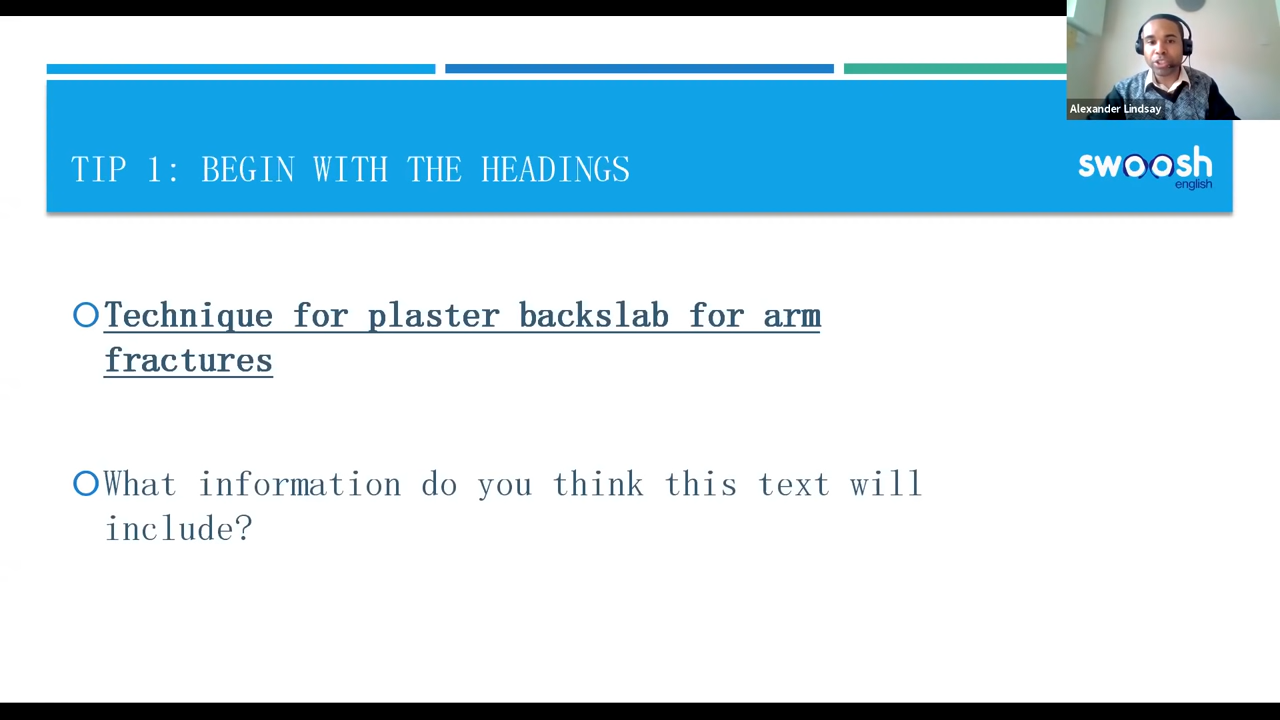 Alexander Lindsay
TIP 1: BEGIN WITH THE HEADINGS
swoosh
english
Technique for plaster backslab for arm
fractures
What information do you think this text will
include?